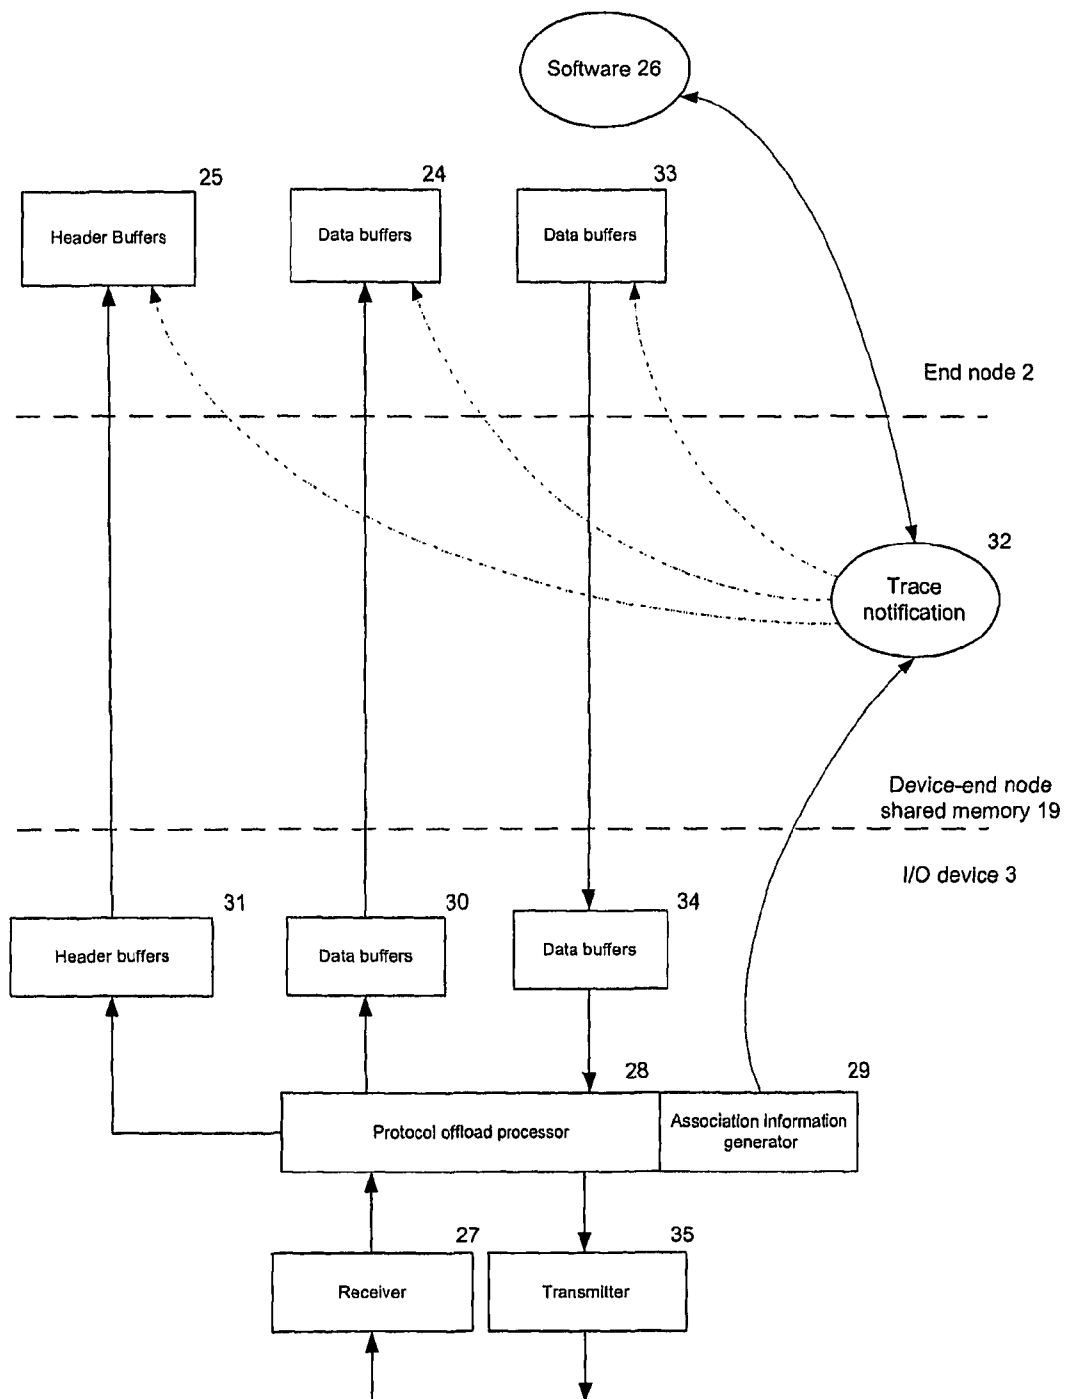 Software 26
25
24
33
Header Buffers
Data buffers
Data buffers
End node 2
32
Trace
notification
Device-end node
shared memory 19
I/O device 3
31
30
34
Header buffers
Data buffers
Data buffers
28
29
Protocol offload processor
Association information
generator
27
35
Receiver
Transmitter